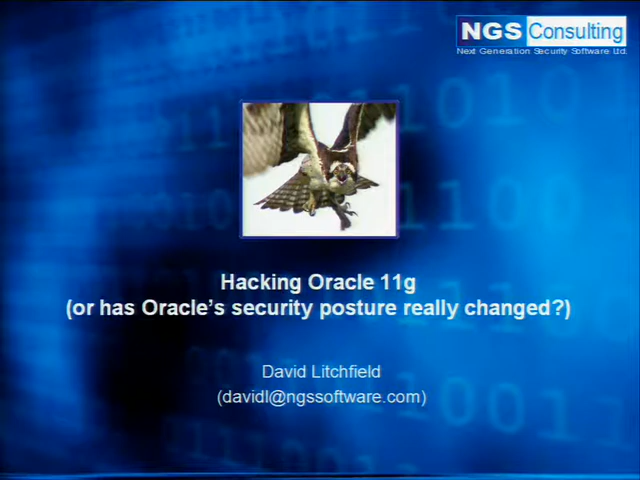 NGS Consulting
Next Generation Security Software Ltd.
Hacking Oracle 11g
(or has Oracle's security posture really changed?)
David Litchfield
(davidl@ngssoftware.com)